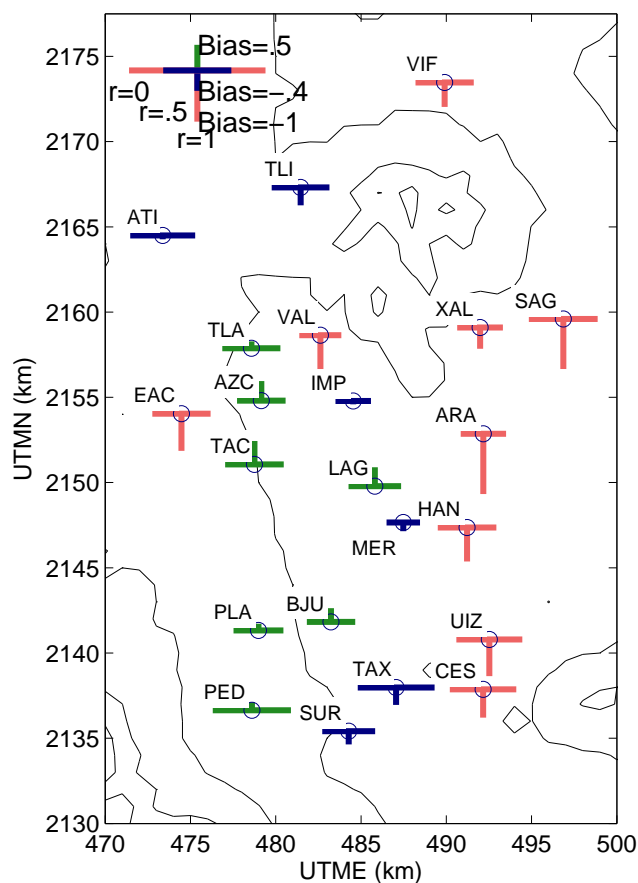 2175
2170
2165
2160
2155
2150
2145
2140
2135
2130
UTMN (km)
Bias=.5
r=0
Bias=−.4
r=.5
Bias=−1
r=1
VIF
TLI
ATI
SAG
XAL
VAL
TLA
AZC
IMP
EAC
ARA
TAC
LAG
HAN
MER
BJU
PLA
UIZ
TAX
CES
PED
SUR
470 475 480 485 490 495 500
UTME (km)